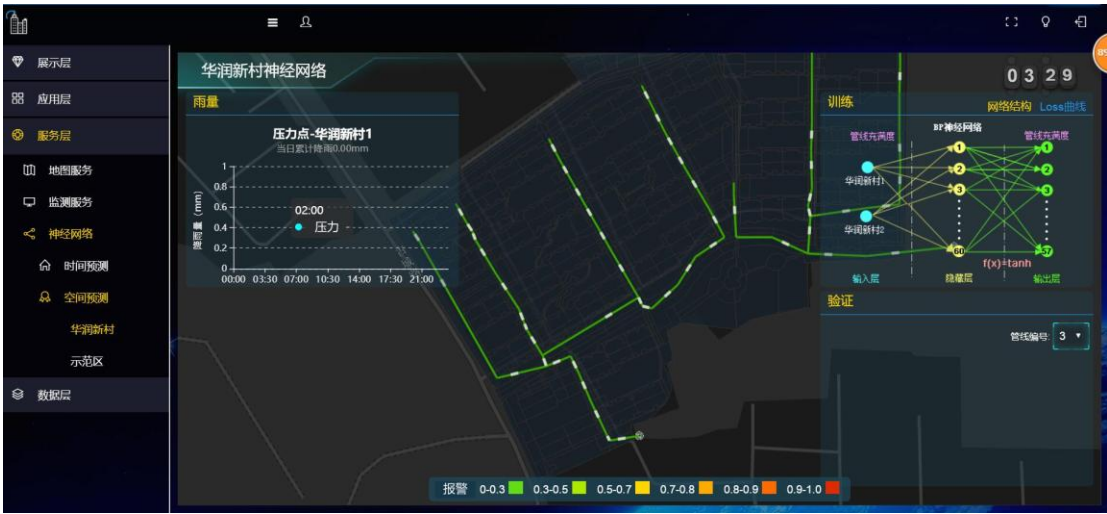 展示层
应用层
服务层
地图服务
监测服务
神经网络
时间预测
空间预测
华润新村
示范区
数据层
华润新村神经网络
03 29
89
雨量
压力点-华润新村1
当日累计降雨0.00mm
降雨量 (mm)
1
0.8
0.6
0.4
0.2
0
02:00
压力 -
00:00 03:30 07:00 10:30 14:00 17:30 21:00
训练
网络结构 Loss曲线
BP神经网络
管线充满度
管线充满度
华润新村1
华润新村2
1
2
3
60
1
2
3
57
f(x)=tanh
输入层
隐藏层
输出层
验证
管线编号: 3
报警 0-0.3 0.3-0.5 0.5-0.7 0.7-0.8 0.8-0.9 0.9-1.0